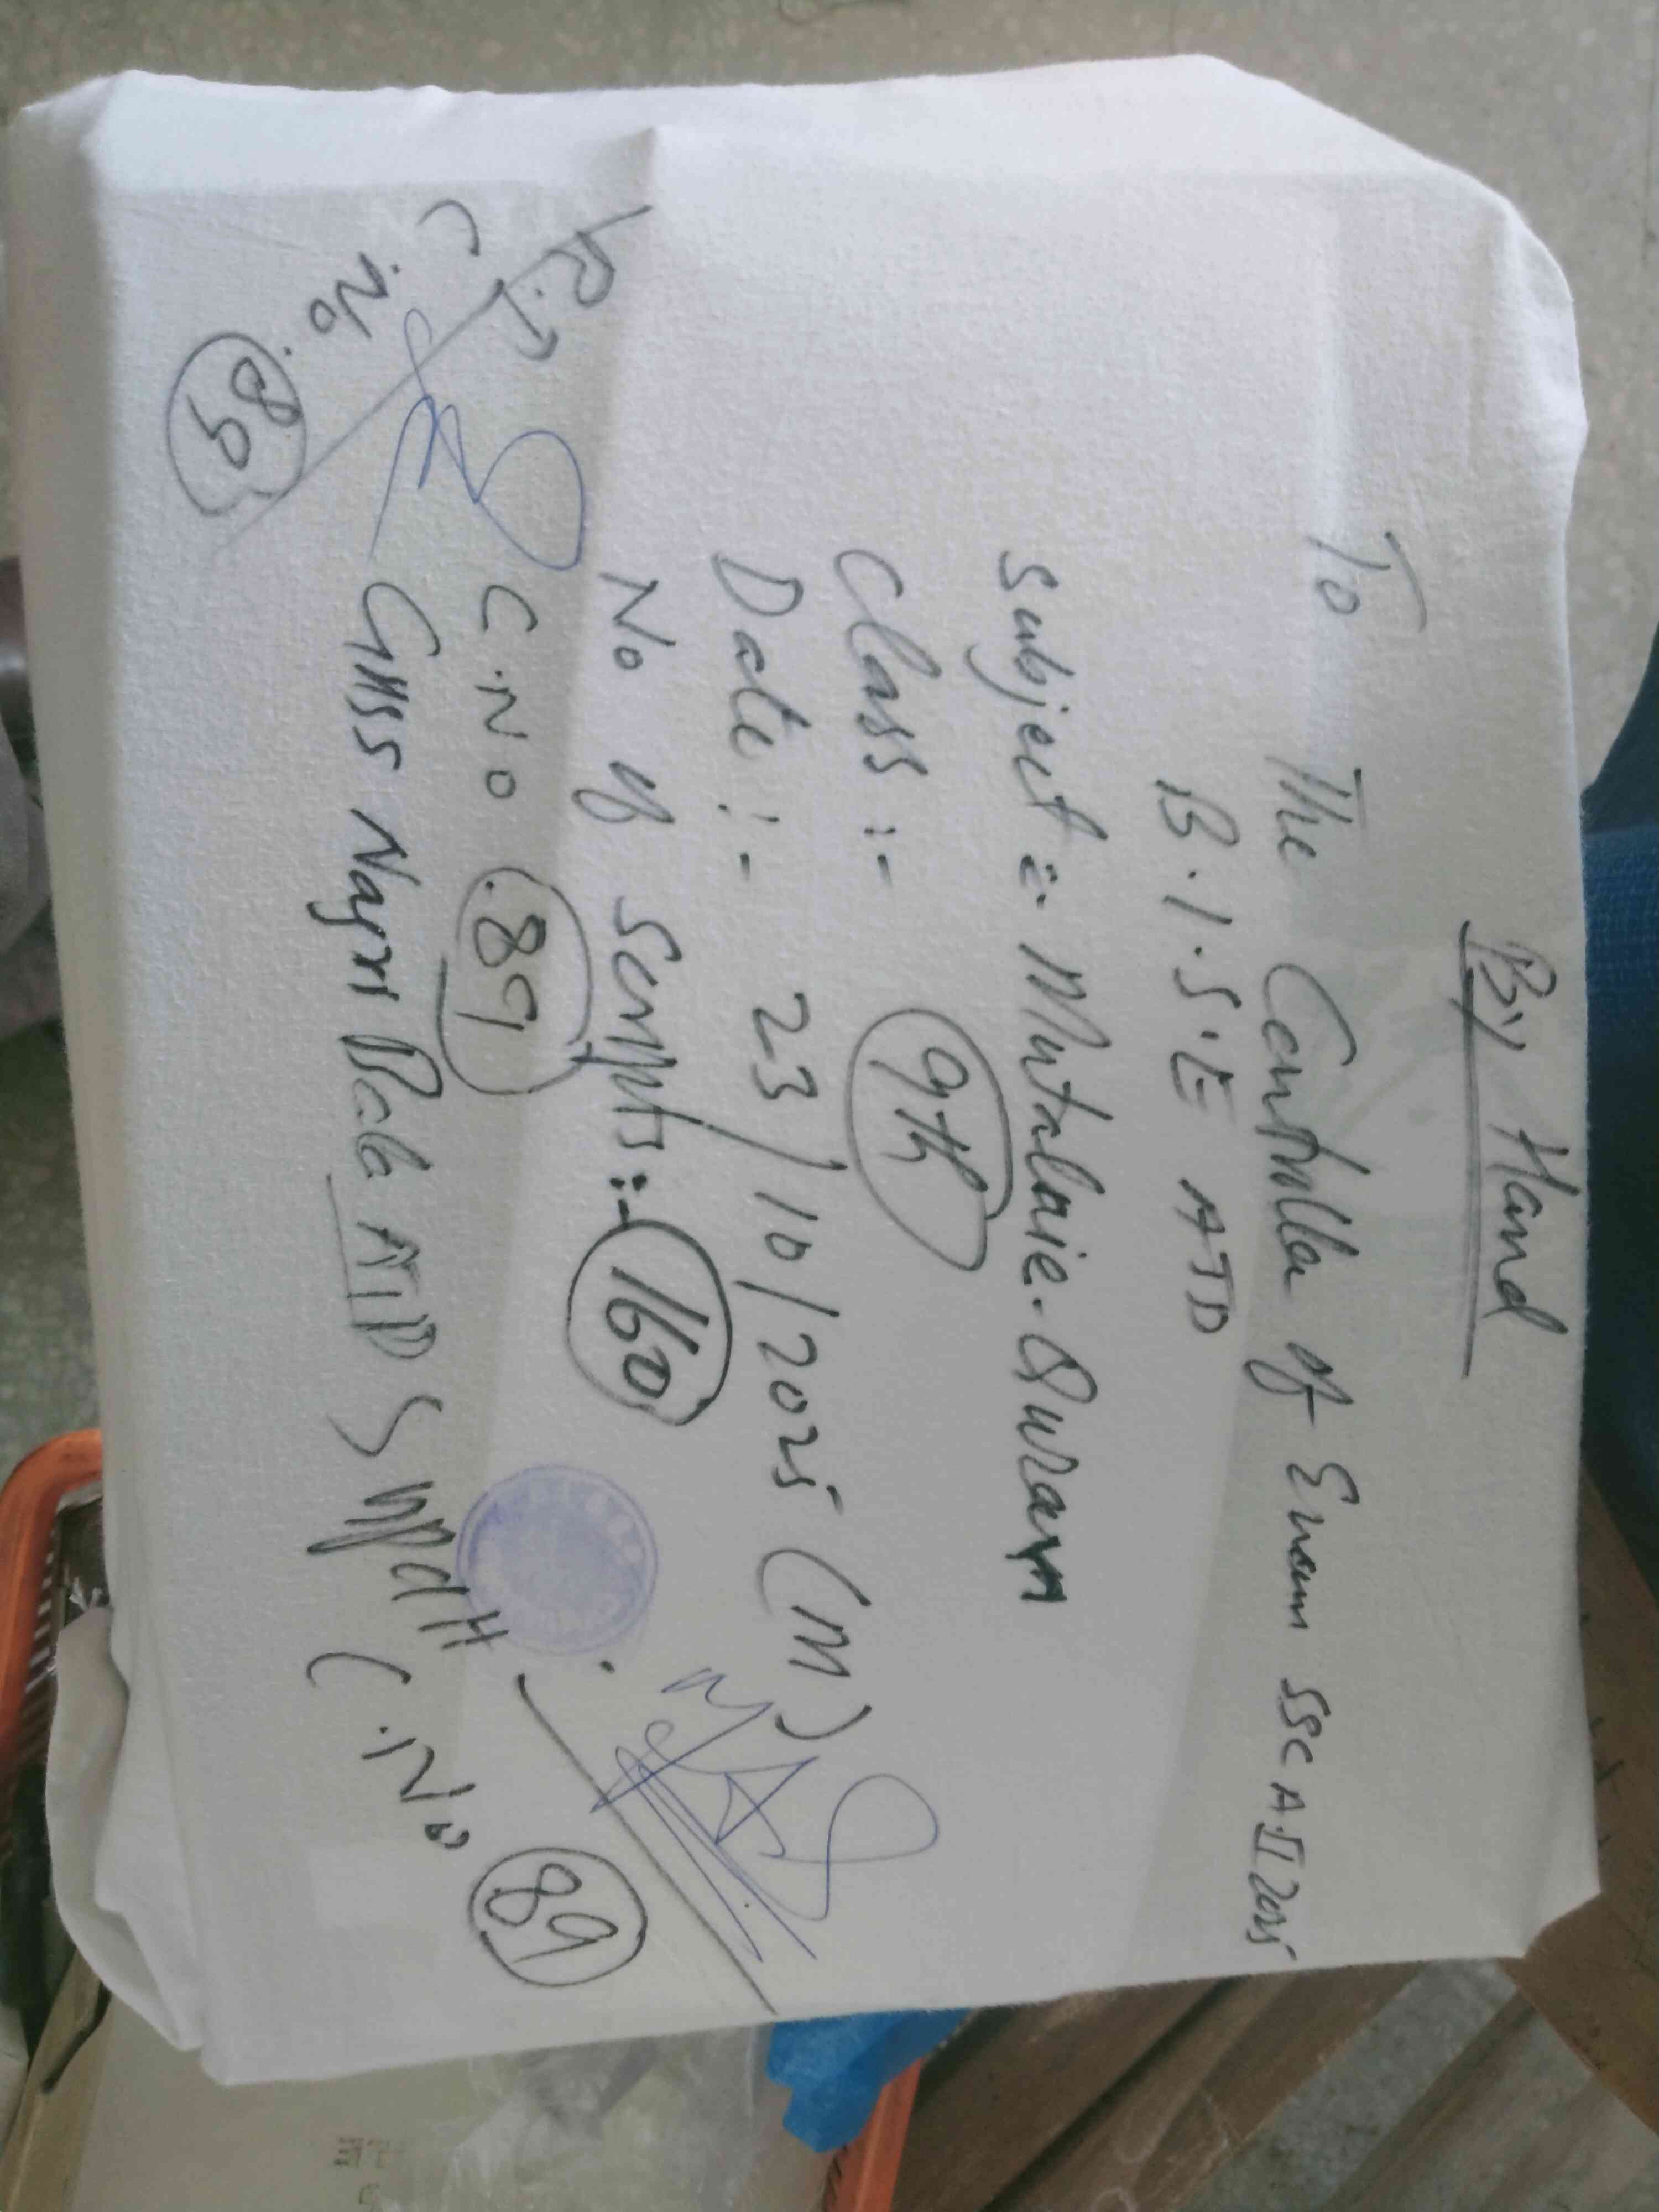 By Hand
To
The Controller of Exam SSC A-II 2025
B.I.S.E ATD
Subject :- Mutalaie-Quran
Class :- 9th
Date :- 23/10/2025 (M)
No of Scripts :- 160
C.No 89
GHSS Nagri Bala ATD
R.I
C.No. 89
C.No 89